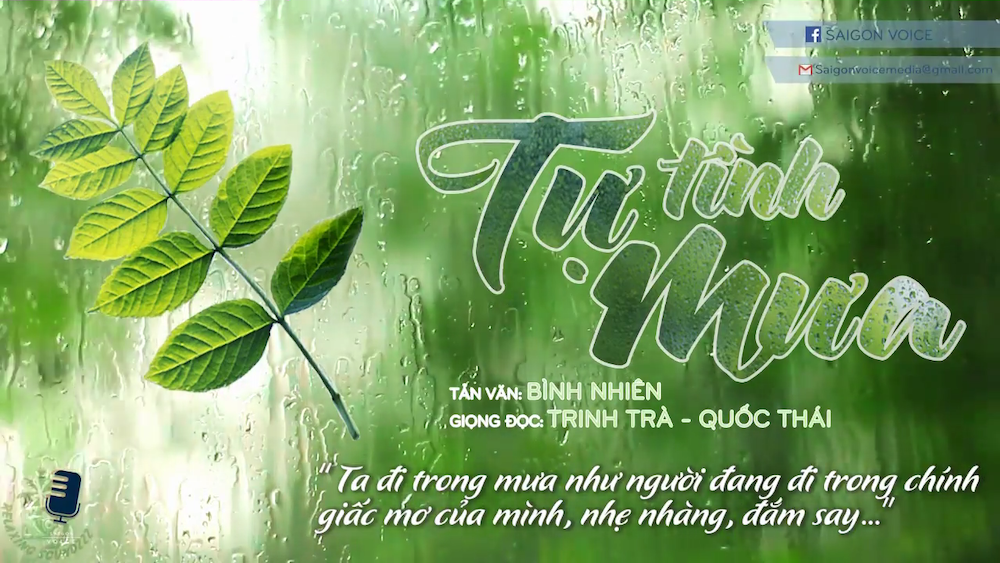 SAIGON VOICE
Saigonvoicemedia@gmail.com
Tự tình
Mưa
TẢN VĂN: BÌNH NHIÊN
GIỌNG ĐỌC: TRINH TRÀ - QUỐC THÁI
"Ta đi trong mưa như người đang đi trong chính
giấc mơ của mình, nhẹ nhàng, đắm say..."